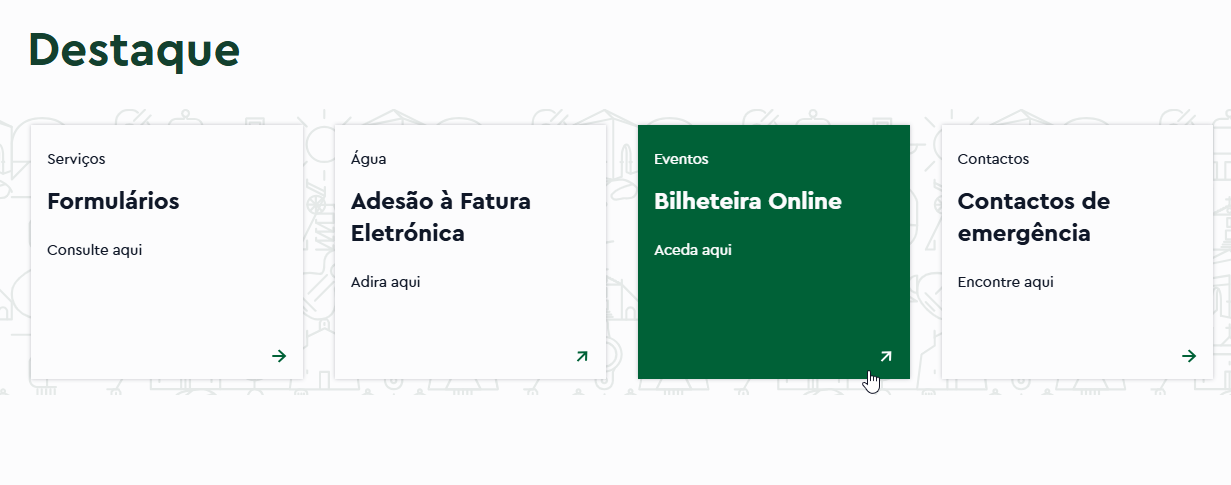 Destaque
Serviços
Formulários
Consulte aqui
Água
Adesão à Fatura
Eletrónica
Adira aqui
Eventos
Bilheteira Online
Aceda aqui
Contactos
Contactos de
emergência
Encontre aqui